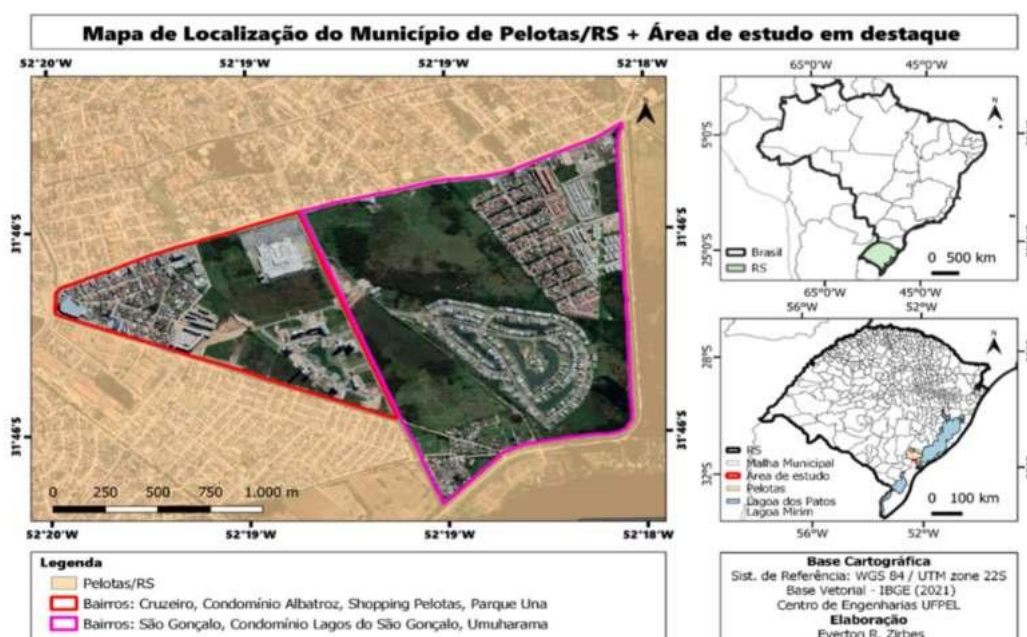 Mapa de Localização do Município de Pelotas/RS + Área de estudo em destaque
52°20'W 52°19'W 52°19'W 52°18'W
31°46'S 31°46'S
31°46'S 31°46'S
0 250 500 750 1.000 m
52°20'W 52°19'W 52°19'W 52°18'W
65°0'W 45°0'W
5°0'S
25°0'S
N
Brasil
RS
0 500 km
65°0'W 45°0'W
56°W 52°W
28°S
32°S
N
RS
Malha Municipal
Área de estudo
Pelotas
Lagoa dos Patos
Lagoa Mirim
0 100 km
56°W 52°W
Legenda
Pelotas/RS
Bairros: Cruzeiro, Condomínio Albatroz, Shopping Pelotas, Parque Una
Bairros: São Gonçalo, Condomínio Lagos do São Gonçalo, Umuharama
Base Cartográfica
Sist. de Referência: WGS 84 / UTM zone 22S
Base Vetorial - IBGE (2021)
Centro de Engenharias UFPEL
Elaboração
Everton R. Zirbes